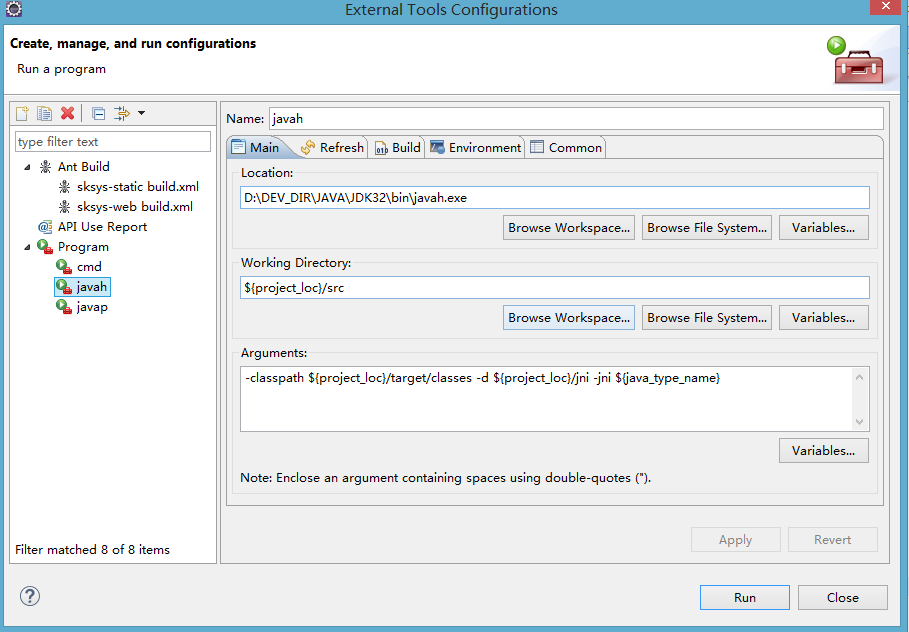 External Tools Configurations
Create, manage, and run configurations
Run a program
type filter text
Ant Build
sksys-static build.xml
sksys-web build.xml
API Use Report
Program
cmd
javah
javap
Filter matched 8 of 8 items
Name: javah
Main Refresh Build Environment Common
Location:
D:\DEV_DIR\JAVA\JDK32\bin\javah.exe
Browse Workspace... Browse File System... Variables...
Working Directory:
${project_loc}/src
Browse Workspace... Browse File System... Variables...
Arguments:
-classpath ${project_loc}/target/classes -d ${project_loc}/jni -jni ${java_type_name}
Variables...
Note: Enclose an argument containing spaces using double-quotes (").
Apply Revert
Run Close